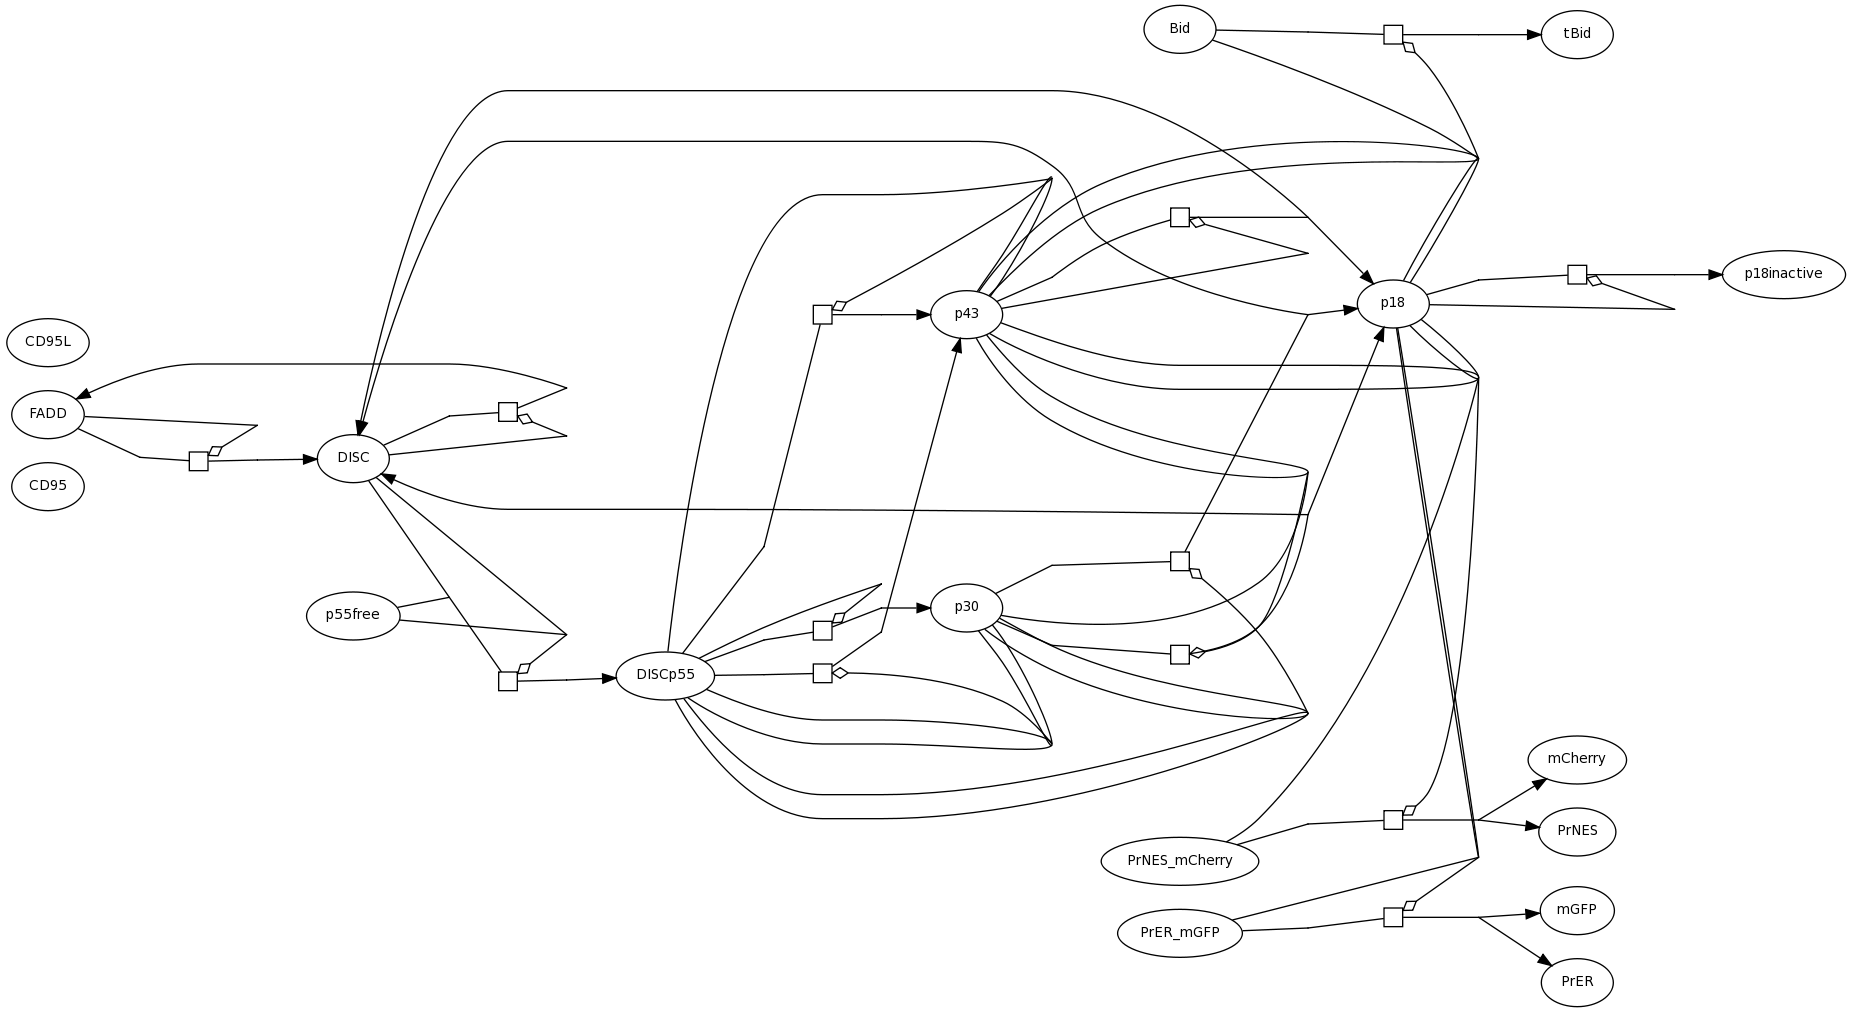 Bid
tBid
p18inactive
p18
p43
CD95L
FADD
DISC
CD95
p55free
p30
DISCp55
mCherry
PrNES
PrNES_mCherry
mGFP
PrER_mGFP
PrER